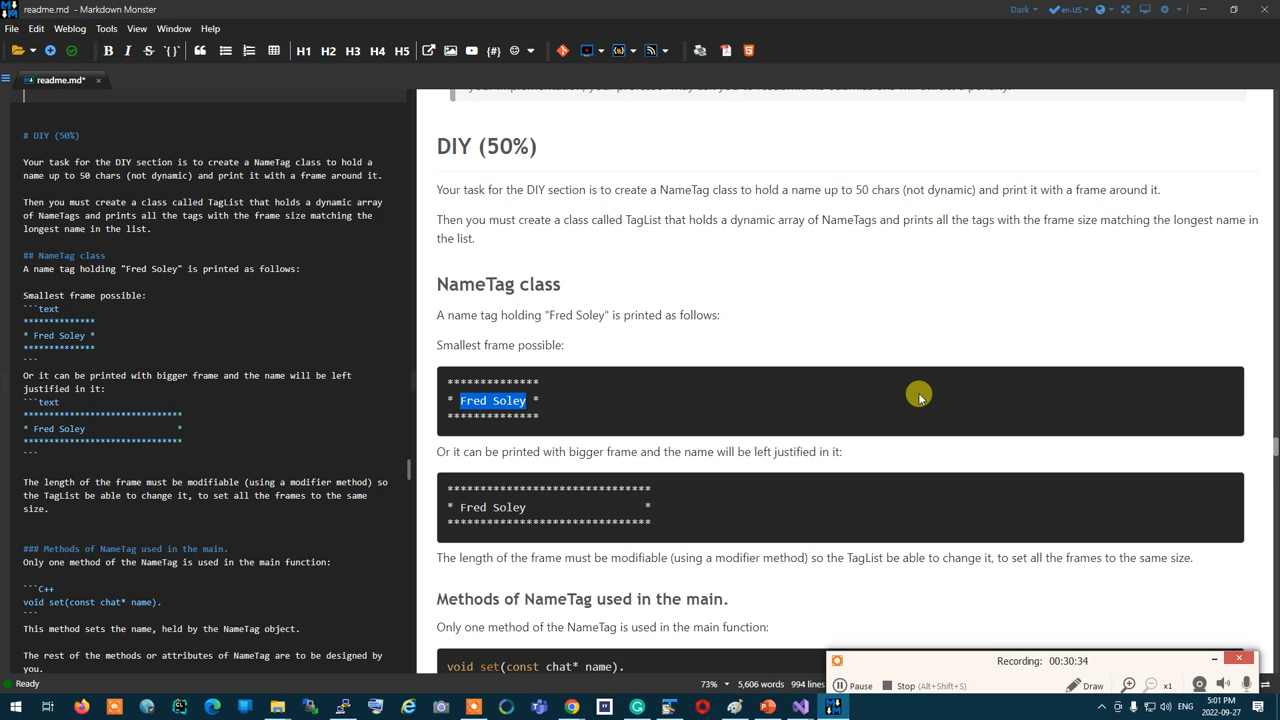 readme.md - Markdown Monster
Dark
en-US
File Edit Weblog Tools View Window Help
B I S H1 H2 H3 H4 H5
readme.md* ×
# DIY (50%)
Your task for the DIY section is to create a NameTag class to hold a
name up to 50 chars (not dynamic) and print it with a frame around it.
Then you must create a class called TagList that holds a dynamic array
of NameTags and prints all the tags with the frame size matching the
longest name in the list.
## NameTag class
A name tag holding "Fred Soley" is printed as follows:
Smallest frame possible:
```text
**************
* Fred Soley *
**************
```
Or it can be printed with bigger frame and the name will be left
justified in it:
```text
*******************************
* Fred Soley                  *
*******************************
```
The length of the frame must be modifiable (using a modifier method) so
the TagList be able to change it, to set all the frames to the same
size.
### Methods of NameTag used in the main.
Only one method of the NameTag is used in the main function:
```C++
void set(const chat* name).
```
This method sets the name, held by the NameTag object.
The rest of the methods or attributes of NameTag are to be designed by
you.
DIY (50%)
Your task for the DIY section is to create a NameTag class to hold a name up to 50 chars (not dynamic) and print it with a frame around it.
Then you must create a class called TagList that holds a dynamic array of NameTags and prints all the tags with the frame size matching the longest name in
the list.
NameTag class
A name tag holding "Fred Soley" is printed as follows:
Smallest frame possible:
**************
* Fred Soley *
**************
Or it can be printed with bigger frame and the name will be left justified in it:
*******************************
* Fred Soley                  *
*******************************
The length of the frame must be modifiable (using a modifier method) so the TagList be able to change it, to set all the frames to the same size.
Methods of NameTag used in the main.
Only one method of the NameTag is used in the main function:
void set(const chat* name).
Recording: 00:30:34
Pause Stop (Alt+Shift+S) Draw x1
Ready 73% 5,606 words 994 lines
ENG 5:01 PM
2022-09-27